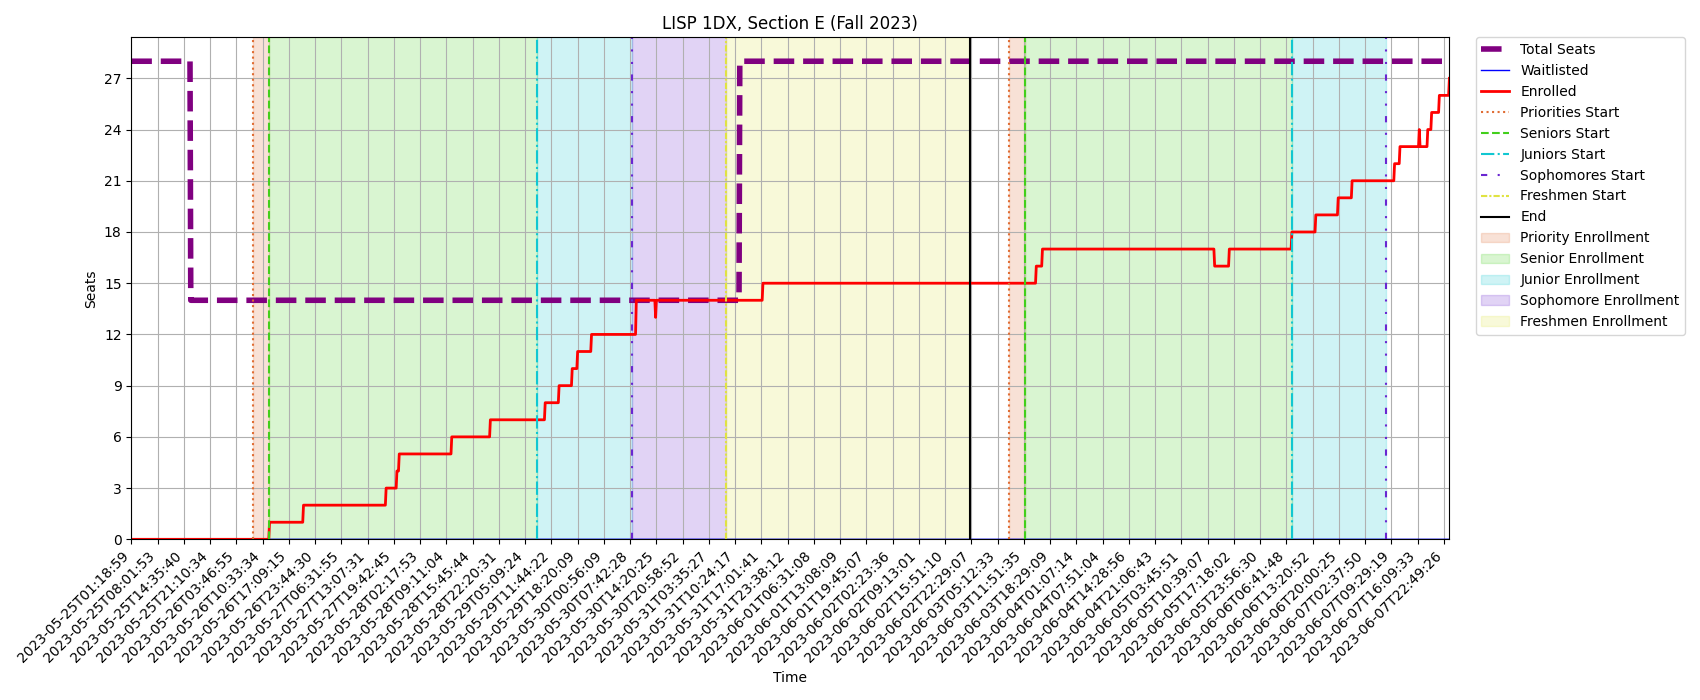 LISP 1DX, Section E (Fall 2023)
Seats
27
24
21
18
15
12
9
6
3
0
2023-05-25T01:18:59
2023-05-25T08:01:53
2023-05-25T14:35:40
2023-05-25T21:10:34
2023-05-26T03:46:55
2023-05-26T10:33:34
2023-05-26T17:09:15
2023-05-26T23:44:30
2023-05-27T06:31:55
2023-05-27T13:07:31
2023-05-27T19:42:45
2023-05-28T02:17:53
2023-05-28T09:11:04
2023-05-28T15:45:44
2023-05-28T22:20:31
2023-05-29T05:09:24
2023-05-29T11:44:22
2023-05-29T18:20:09
2023-05-30T00:56:09
2023-05-30T07:42:28
2023-05-30T14:20:25
2023-05-30T20:58:52
2023-05-31T03:35:27
2023-05-31T10:24:17
2023-05-31T17:01:41
2023-05-31T23:38:12
2023-06-01T06:31:08
2023-06-01T13:08:09
2023-06-01T19:45:07
2023-06-02T02:23:36
2023-06-02T09:13:01
2023-06-02T15:51:10
2023-06-02T22:29:07
2023-06-03T05:12:33
2023-06-03T11:51:35
2023-06-03T18:29:09
2023-06-04T01:07:14
2023-06-04T07:51:04
2023-06-04T14:28:56
2023-06-04T21:06:43
2023-06-05T03:45:51
2023-06-05T10:39:07
2023-06-05T17:18:02
2023-06-05T23:56:30
2023-06-06T06:41:48
2023-06-06T13:20:52
2023-06-06T20:00:25
2023-06-07T02:37:50
2023-06-07T09:29:19
2023-06-07T16:09:33
2023-06-07T22:49:26
Time
Total Seats
Waitlisted
Enrolled
Priorities Start
Seniors Start
Juniors Start
Sophomores Start
Freshmen Start
End
Priority Enrollment
Senior Enrollment
Junior Enrollment
Sophomore Enrollment
Freshmen Enrollment